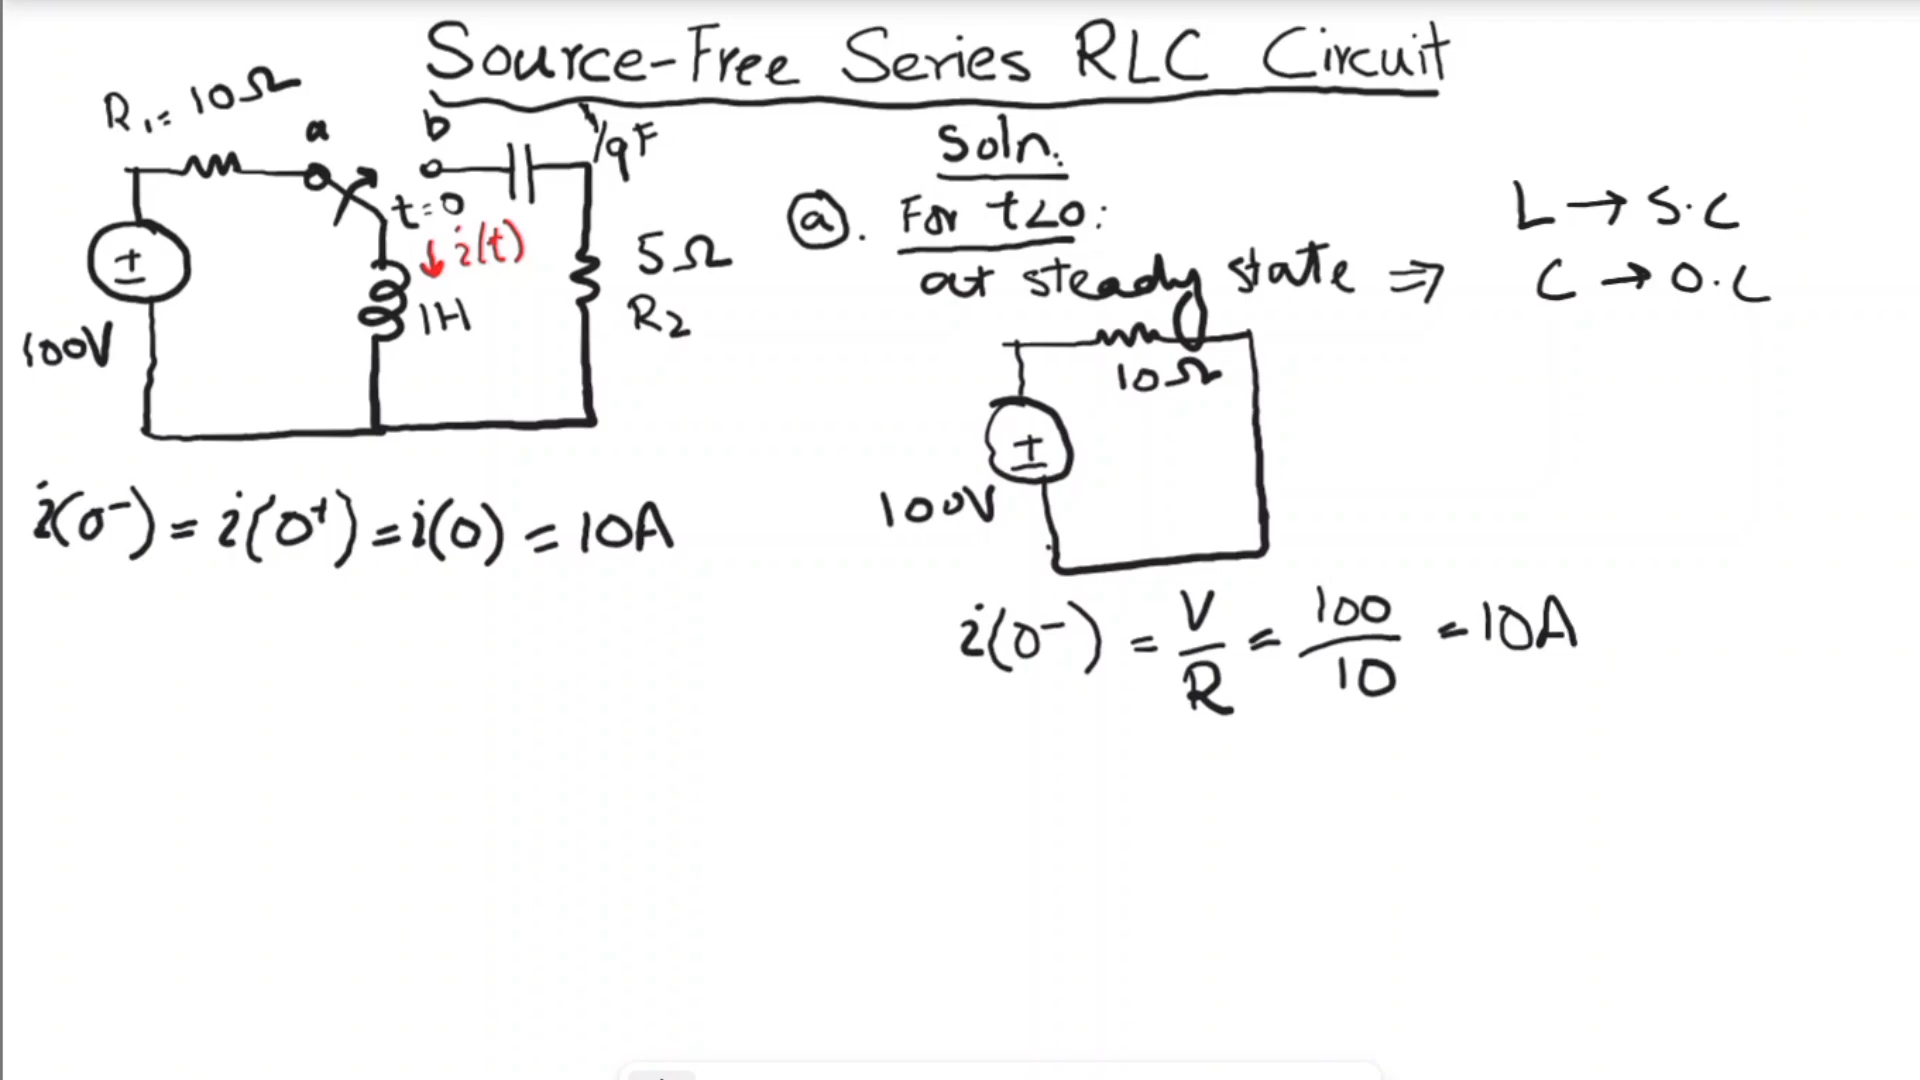 Source-Free Series RLC Circuit
R₁=10Ω
a
b
1/9F
t=0
i(t)
5Ω
R2
1H
±
100V
i(0⁻) = i(0⁺) = i(0) = 10A
Soln.
ⓐ. For t<0:
at steady state ⇒
L → S.C
C → O.C
10Ω
±
100V
i(0⁻) = V/R = 100/10 = 10A